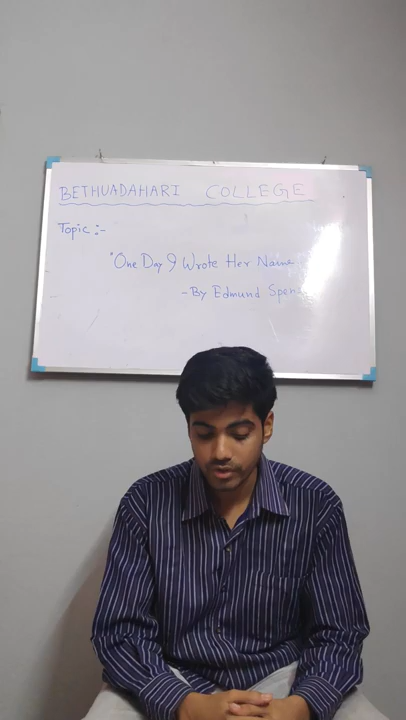 BETHUADAHARI COLLEGE
Topic :-
"One Day I Wrote Her Name
- By Edmund